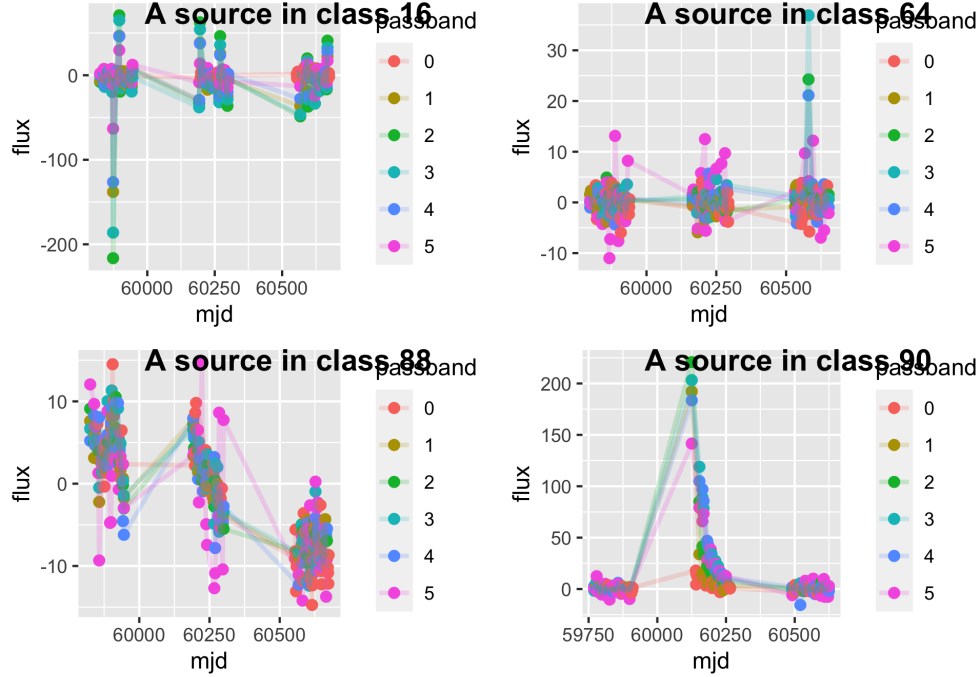 A source in class 16
passband
0
-100
-200
flux
60000 60250 60500
mjd
0
1
2
3
4
5
A source in class 64
passband
30
20
10
0
-10
flux
60000 60250 60500
mjd
0
1
2
3
4
5
A source in class 88
passband
10
0
-10
flux
60000 60250 60500
mjd
0
1
2
3
4
5
A source in class 90
passband
200
150
100
50
0
flux
59750 60000 60250 60500
mjd
0
1
2
3
4
5